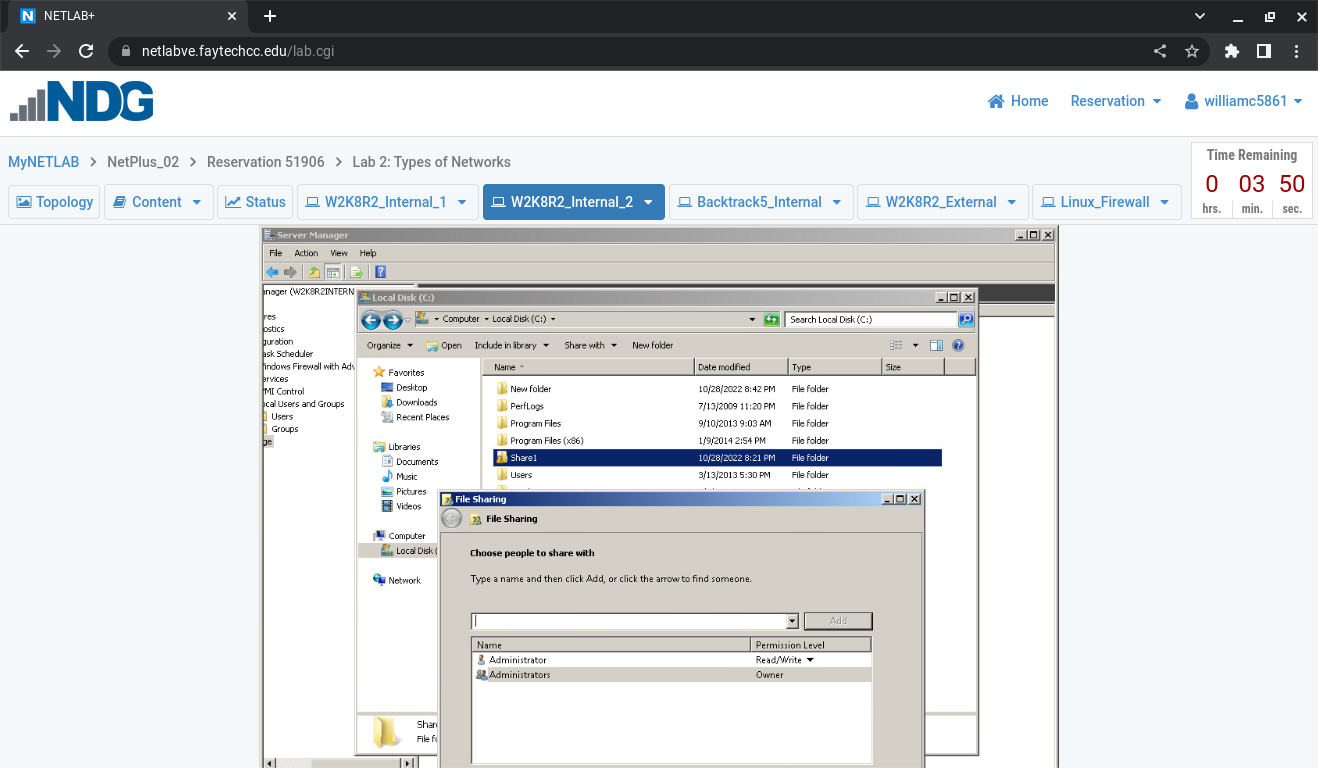 NETLAB+
netlabve.faytechcc.edu/lab.cgi
NDG
Home
Reservation
williamc5861
MyNETLAB > NetPlus_02 > Reservation 51906 > Lab 2: Types of Networks
Time Remaining
0 03 50
hrs. min. sec.
Topology
Content
Status
W2K8R2_Internal_1
W2K8R2_Internal_2
Backtrack5_Internal
W2K8R2_External
Linux_Firewall
Server Manager
File Action View Help
anager (W2K8R2INTERN
res
ostics
guration
ask Scheduler
indows Firewall with Adv
ervices
MI Control
ocal Users and Groups
Users
Groups
ge
Local Disk (C:)
Computer Local Disk (C:)
Search Local Disk (C:)
Organize Open Include in library Share with New folder
Favorites
Desktop
Downloads
Recent Places
Libraries
Documents
Music
Pictures
Videos
Computer
Local Disk (
Network
Name Date modified Type Size
New folder 10/28/2022 8:42 PM File folder
PerfLogs 7/13/2009 11:20 PM File folder
Program Files 9/10/2013 9:03 AM File folder
Program Files (x86) 1/9/2014 2:54 PM File folder
Share1 10/28/2022 8:21 PM File folder
Users 3/13/2013 5:30 PM File folder
Shar
File fo
File Sharing
File Sharing
Choose people to share with
Type a name and then click Add, or click the arrow to find someone.
Add
Name Permission Level
Administrator Read/Write
Administrators Owner